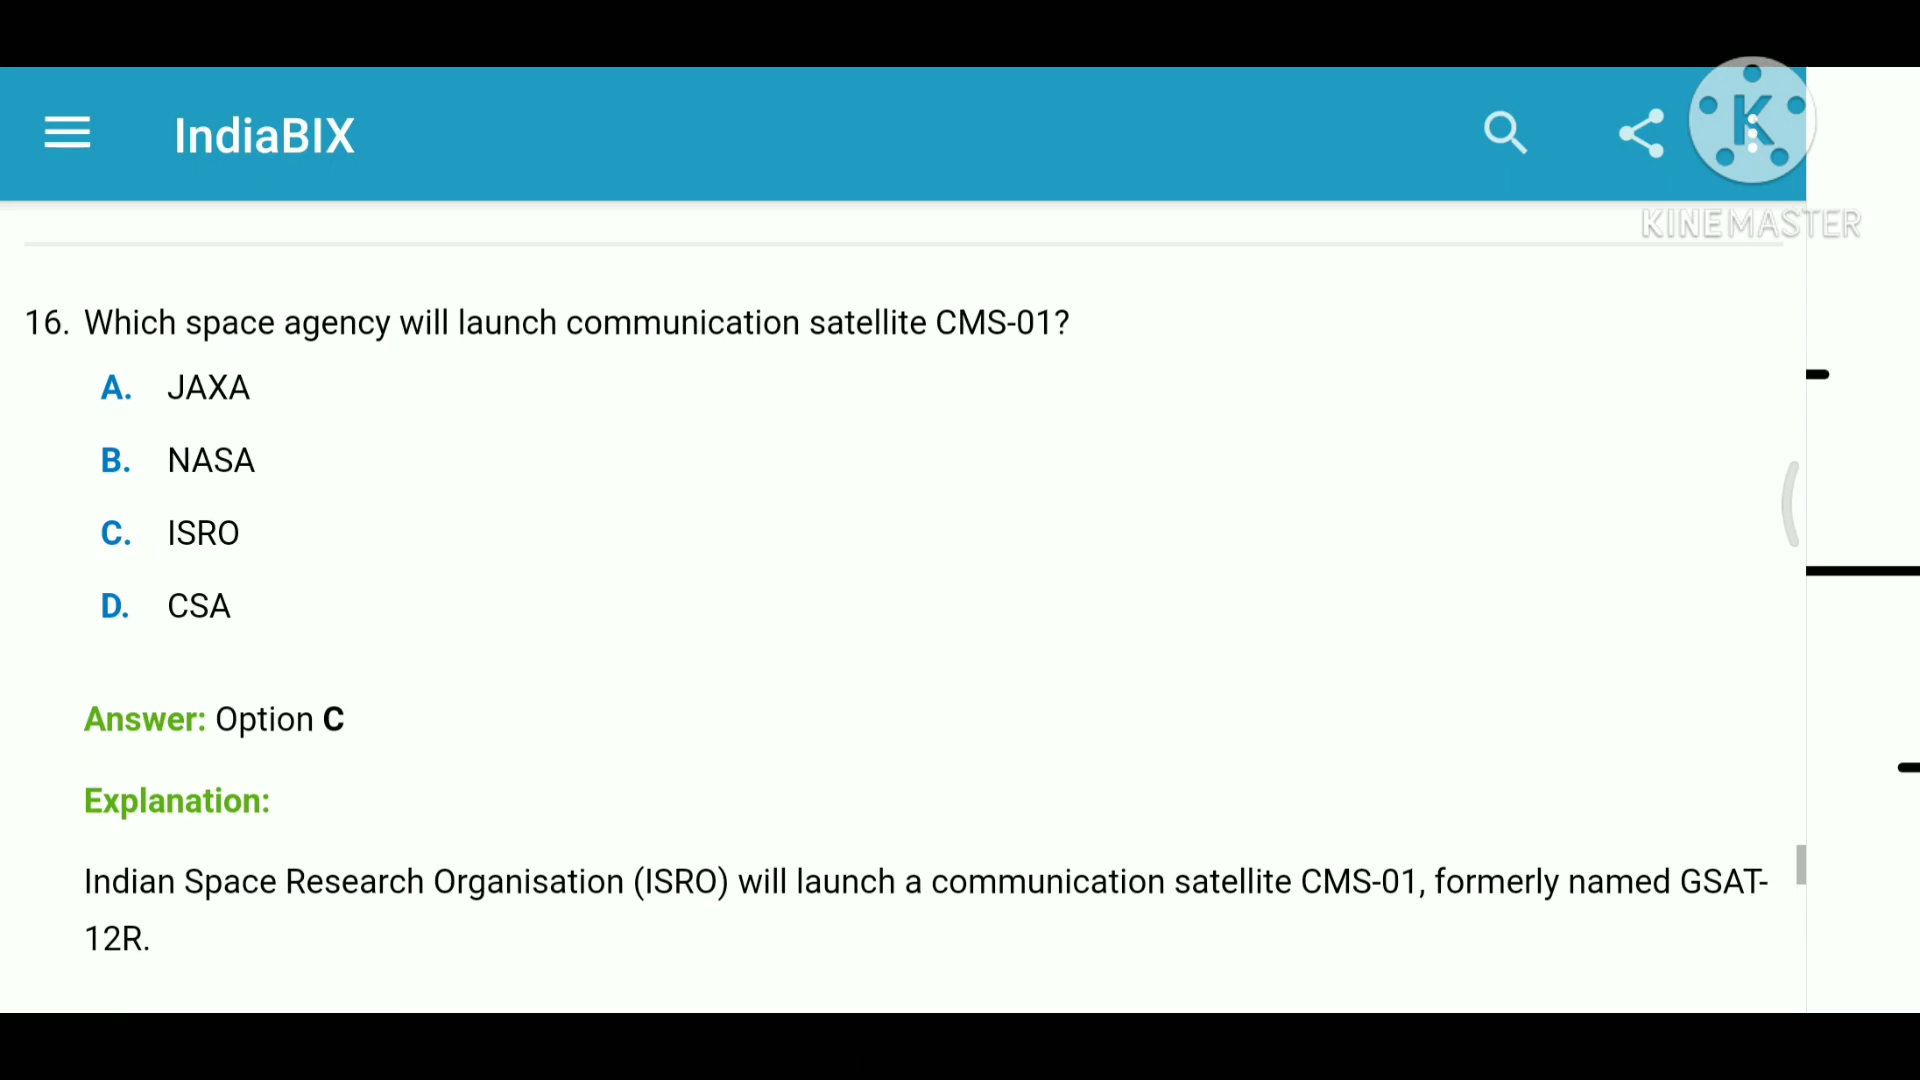 IndiaBIX
K
KINEMASTER
16. Which space agency will launch communication satellite CMS-01?
A. JAXA
B. NASA
C. ISRO
D. CSA
Answer: Option C
Explanation:
Indian Space Research Organisation (ISRO) will launch a communication satellite CMS-01, formerly named GSAT-
12R.